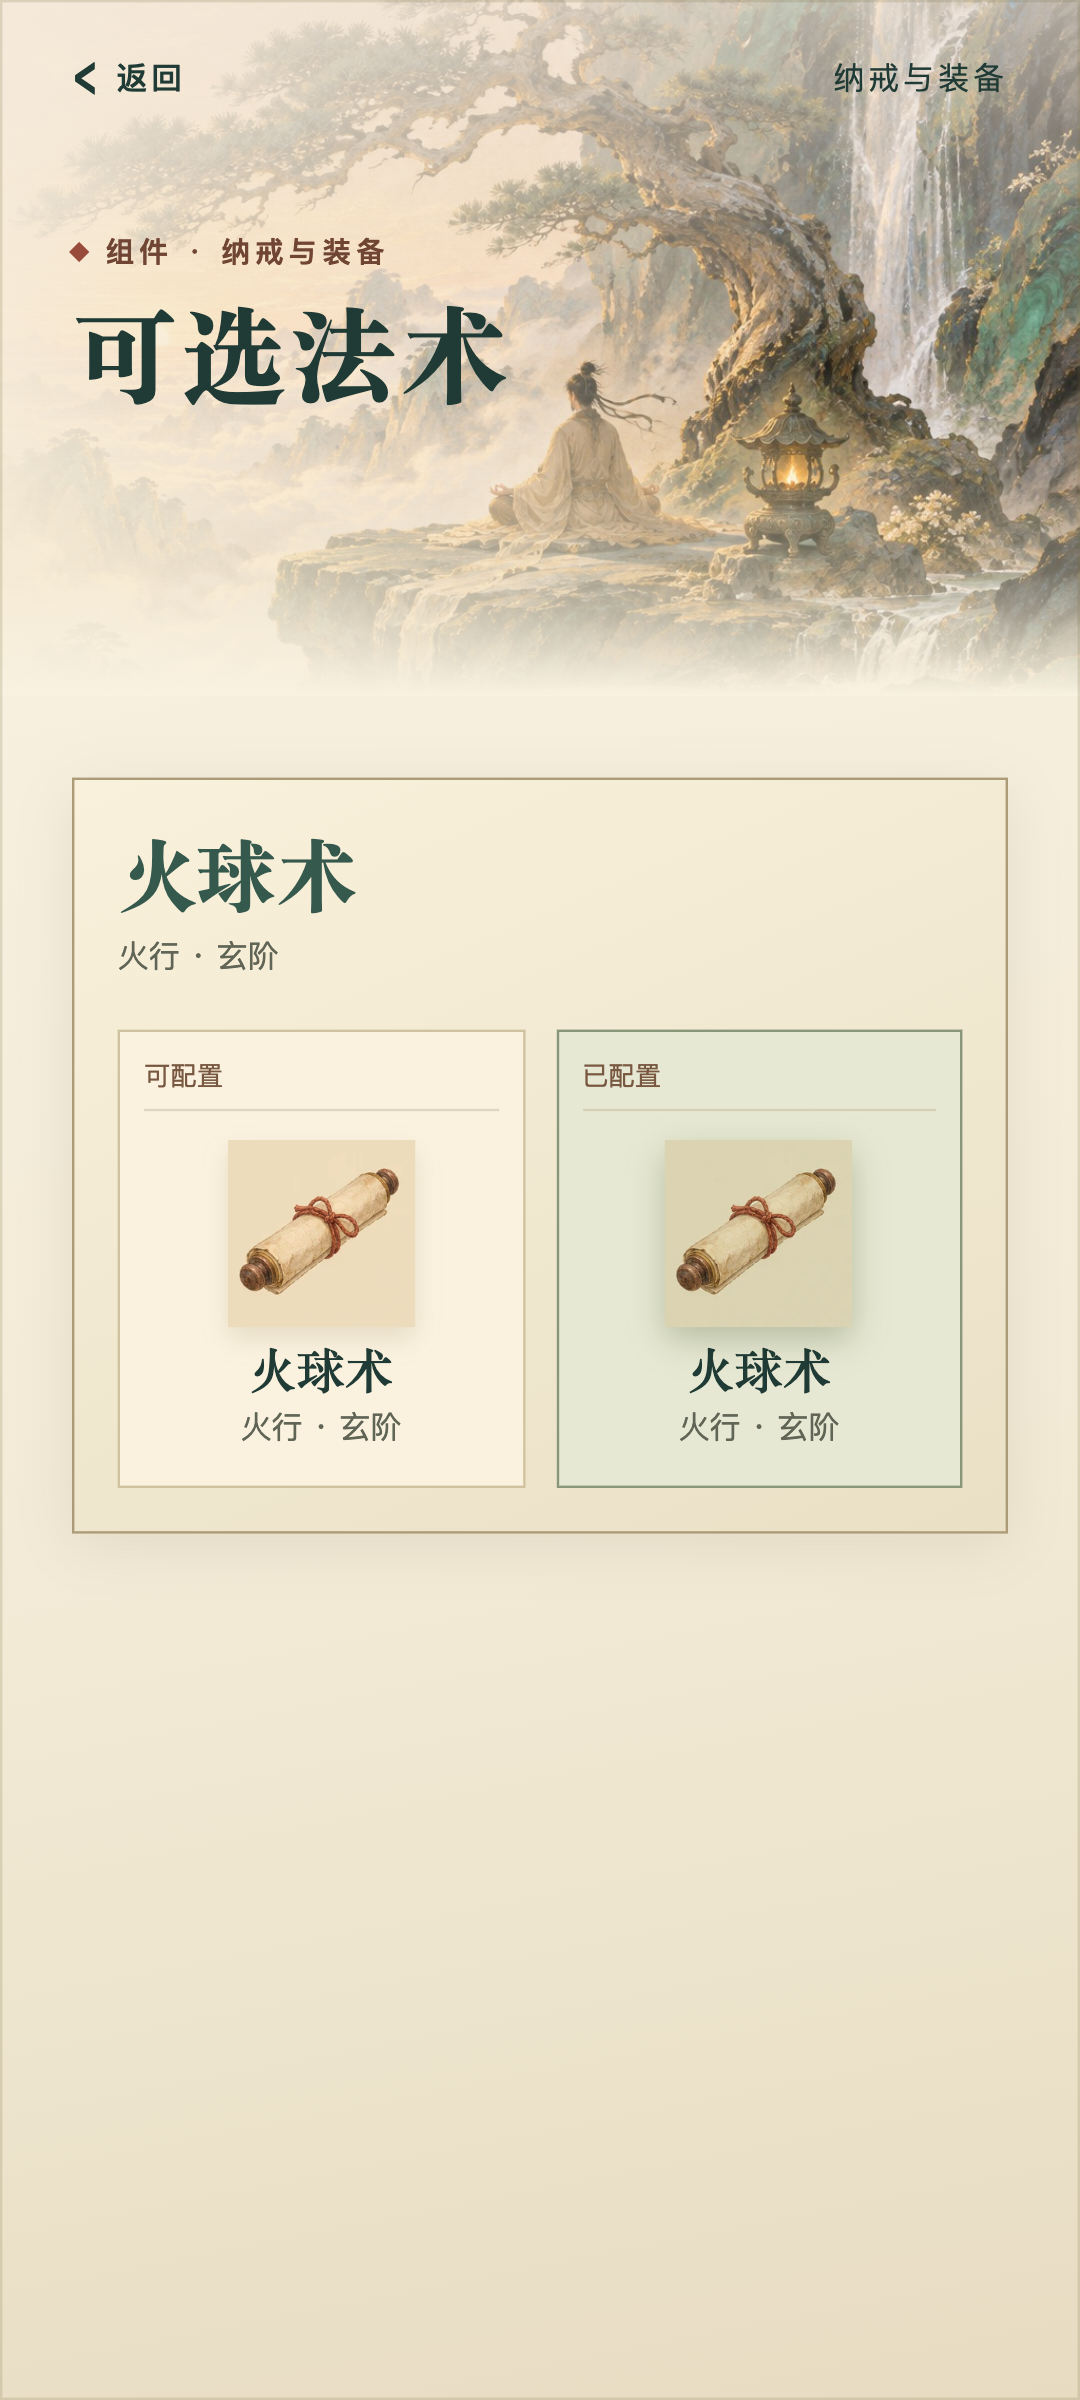 返回
纳戒与装备
组件 · 纳戒与装备
可选法术
火球术
火行 · 玄阶
可配置
火球术
火行 · 玄阶
已配置
火球术
火行 · 玄阶